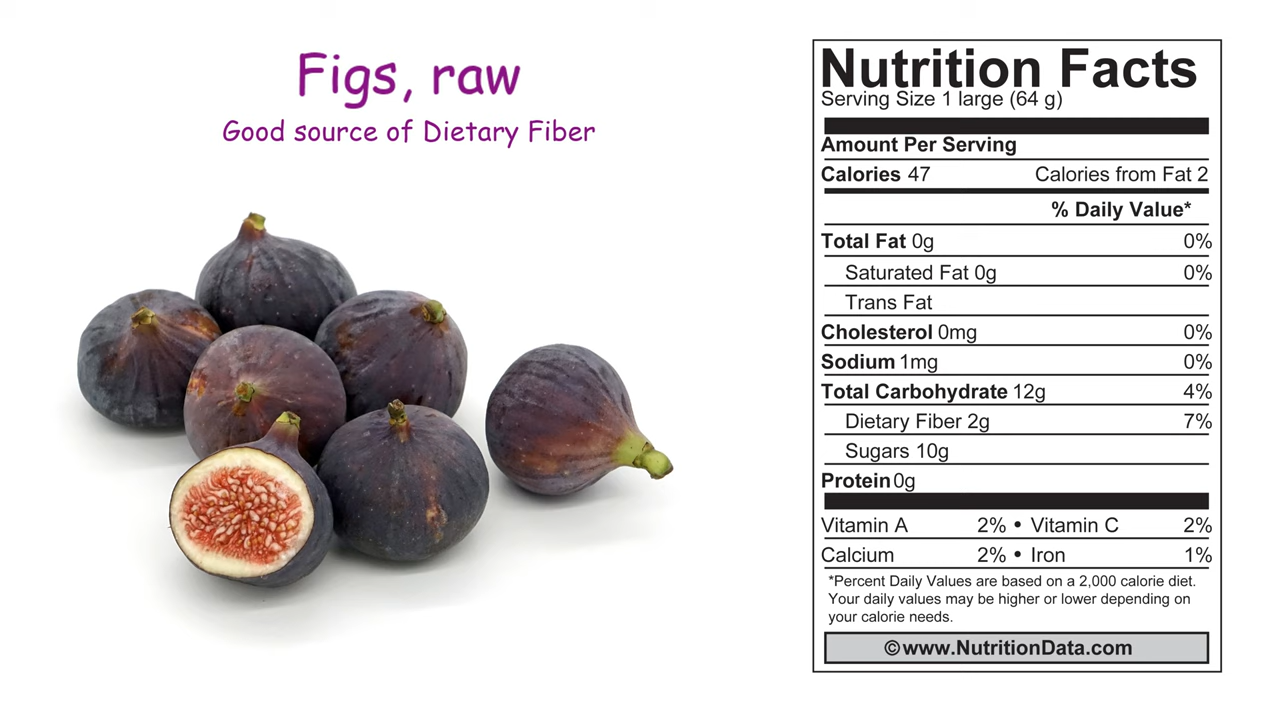 Figs, raw
Good source of Dietary Fiber
Nutrition Facts
Serving Size 1 large (64 g)
Amount Per Serving
Calories 47 Calories from Fat 2
% Daily Value*
Total Fat 0g 0%
Saturated Fat 0g 0%
Trans Fat
Cholesterol 0mg 0%
Sodium 1mg 0%
Total Carbohydrate 12g 4%
Dietary Fiber 2g 7%
Sugars 10g
Protein 0g
Vitamin A 2% • Vitamin C 2%
Calcium 2% • Iron 1%
*Percent Daily Values are based on a 2,000 calorie diet.
Your daily values may be higher or lower depending on
your calorie needs.
©www.NutritionData.com